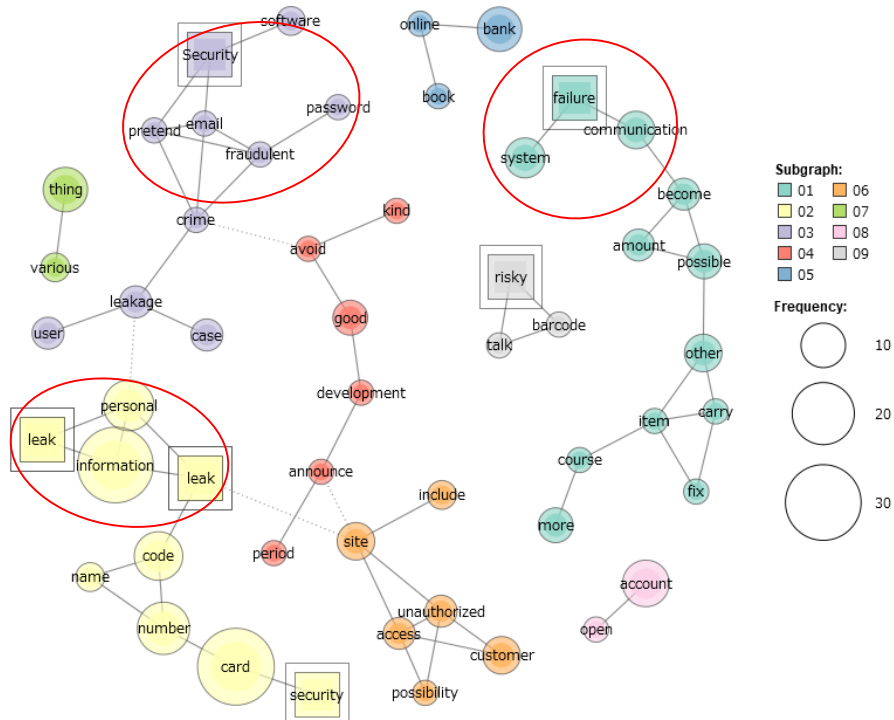 software
online
bank
Security
book
failure
password
email
pretend
communication
fraudulent
system
Subgraph:
01 06
02 07
03 08
04 09
05
thing
become
kind
crime
avoid
amount
possible
various
risky
leakage
Frequency:
good
barcode
user
case
talk
10
other
development
personal
item
carry
20
leak
information
course
announce
leak
include
fix
30
more
site
code
period
name
account
unauthorized
number
access
open
customer
card
security
possibility